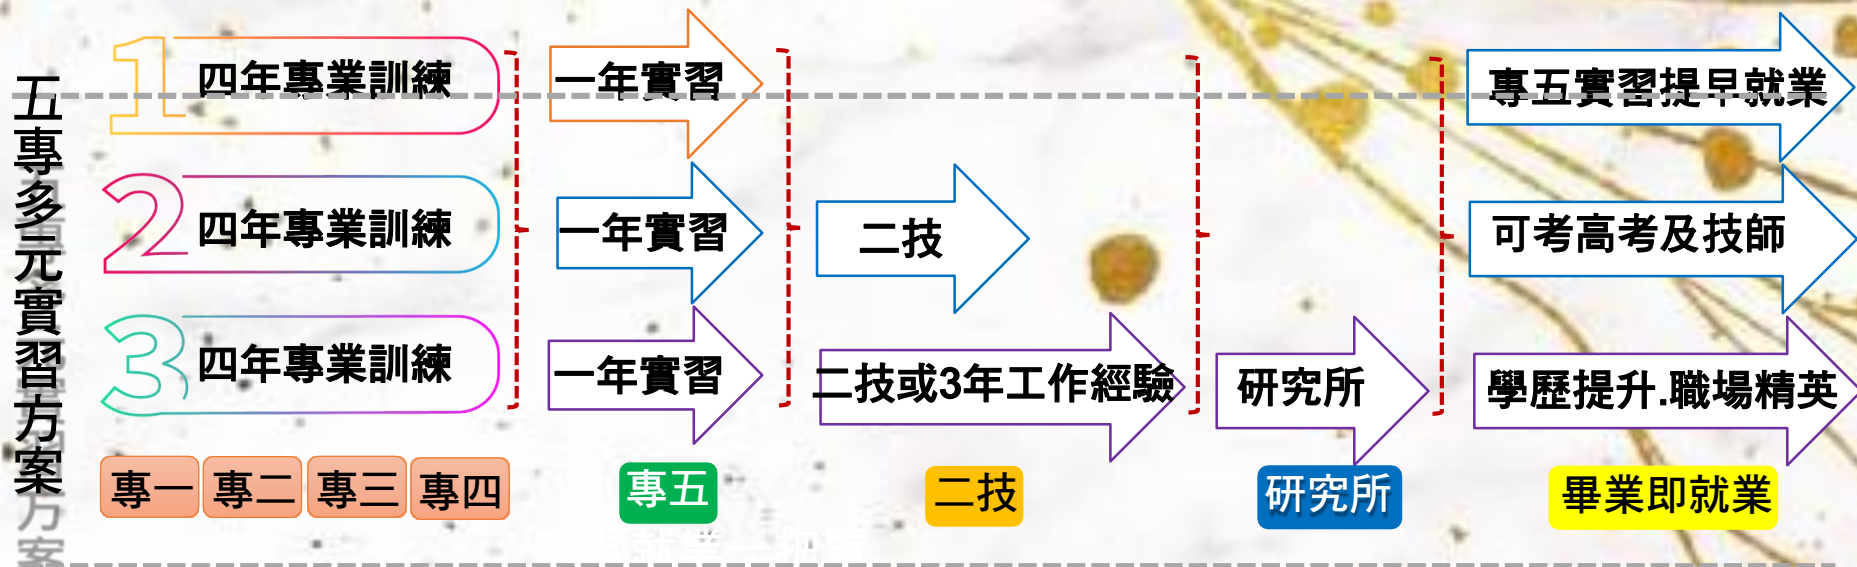 五專多元實習方案
1 四年專業訓練 一年實習 專五實習提早就業
2 四年專業訓練 一年實習 二技 可考高考及技師
3 四年專業訓練 一年實習 二技或3年工作經驗 研究所 學歷提升.職場精英
專一 專二 專三 專四 專五 二技 研究所 畢業即就業